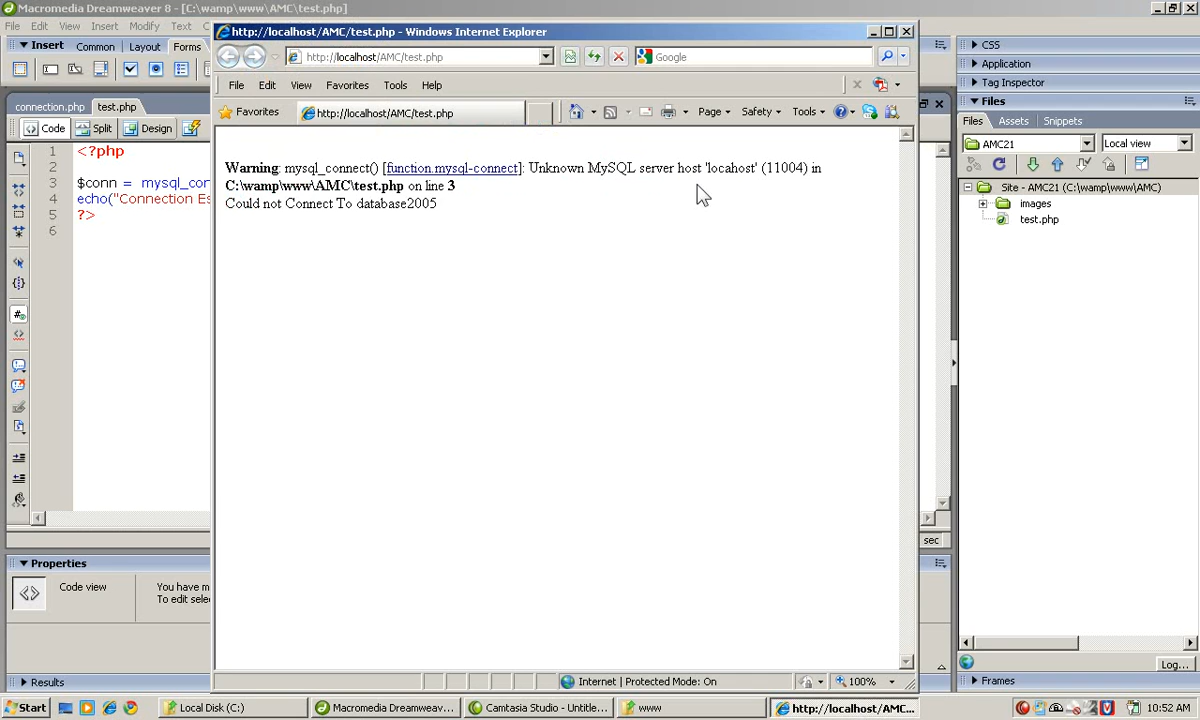 Macromedia Dreamweaver 8 - [C:\wamp\www\AMC\test.php]
File Edit View Insert Modify Text
Insert Common Layout Forms
connection.php test.php
Code Split Design
1 <?php
2
3 $conn = mysql_cor
4 echo("Connection Es
5 ?>
6
Properties
Code view
You have m
To edit selec
Results
http://localhost/AMC/test.php - Windows Internet Explorer
http://localhost/AMC/test.php
Google
File Edit View Favorites Tools Help
Favorites http://localhost/AMC/test.php Page Safety Tools
Warning: mysql_connect() [function.mysql-connect]: Unknown MySQL server host 'locahost' (11004) in
C:\wamp\www\AMC\test.php on line 3
Could not Connect To database2005
Internet | Protected Mode: On
100%
sec
CSS
Application
Tag Inspector
Files
Files Assets Snippets
AMC21 Local view
Site - AMC21 (C:\wamp\www\AMC)
images
test.php
Log...
Frames
Start Local Disk (C:) Macromedia Dreamweav... Camtasia Studio - Untitle... www http://localhost/AMC... 10:52 AM